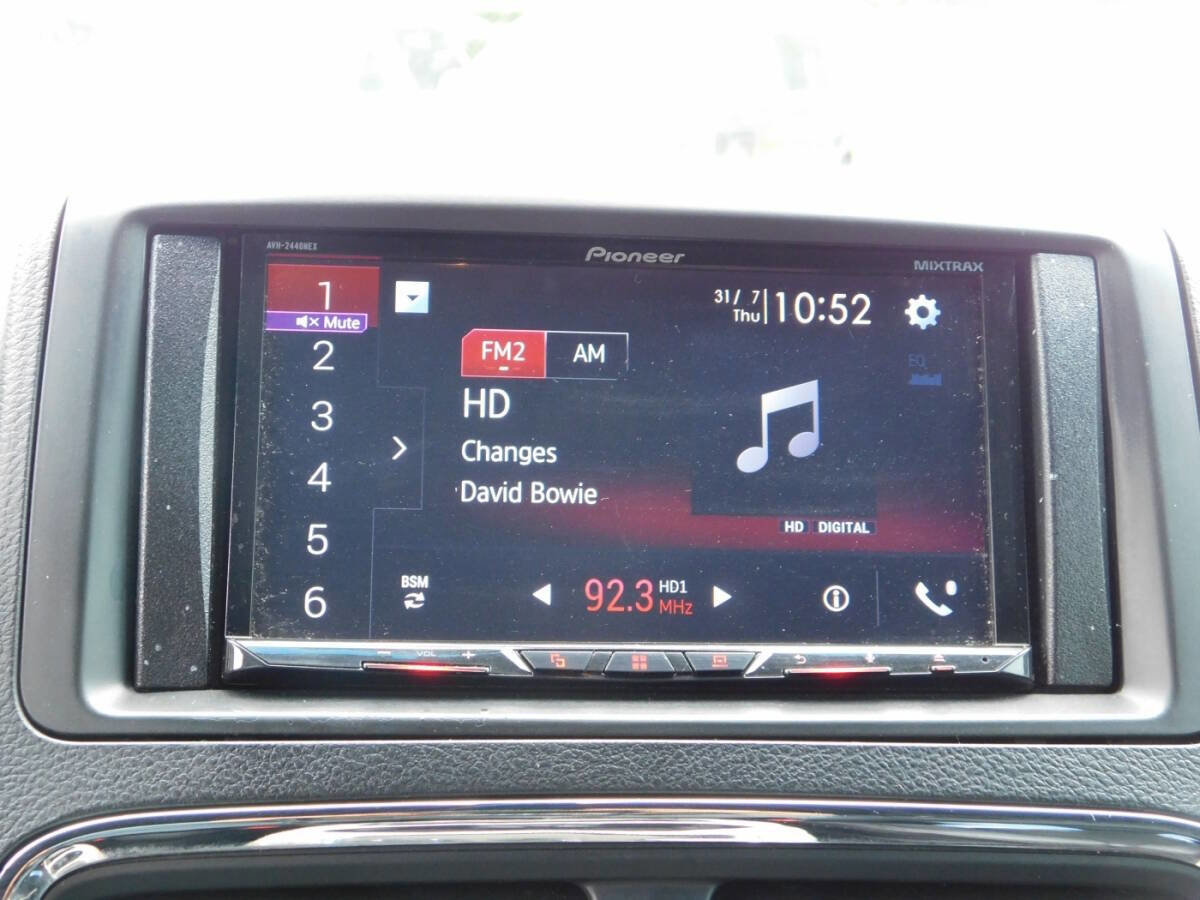 AVH-2440NEX
Pioneer
MIXTRAX
1
Mute
2
3
4
5
6
31/ 7
Thu
10:52
EQ
FM2
AM
HD
Changes
David Bowie
HD DIGITAL
BSM
92.3
HD1
MHz
- VOL +